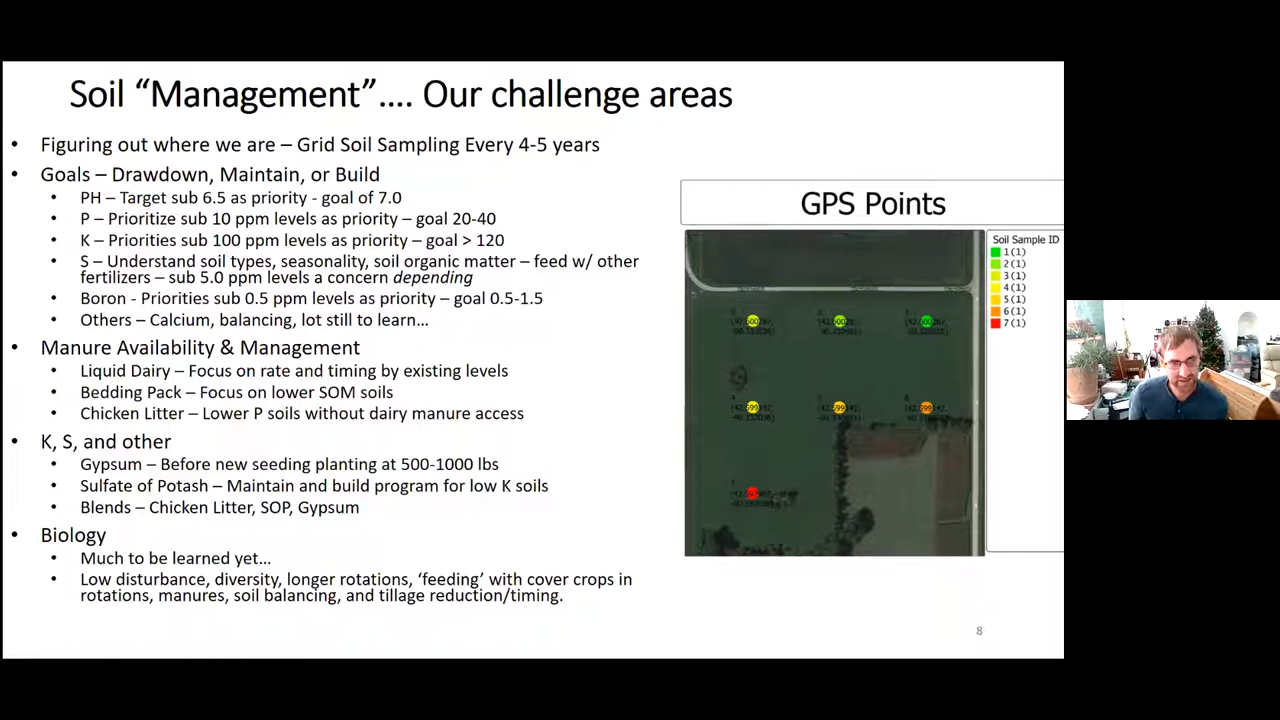 Soil “Management”…. Our challenge areas
• Figuring out where we are – Grid Soil Sampling Every 4-5 years
• Goals – Drawdown, Maintain, or Build
• PH – Target sub 6.5 as priority - goal of 7.0
• P – Prioritize sub 10 ppm levels as priority – goal 20-40
• K – Priorities sub 100 ppm levels as priority – goal > 120
• S – Understand soil types, seasonality, soil organic matter – feed w/ other
fertilizers – sub 5.0 ppm levels a concern depending
• Boron - Priorities sub 0.5 ppm levels as priority – goal 0.5-1.5
• Others – Calcium, balancing, lot still to learn…
• Manure Availability & Management
• Liquid Dairy – Focus on rate and timing by existing levels
• Bedding Pack – Focus on lower SOM soils
• Chicken Litter – Lower P soils without dairy manure access
• K, S, and other
• Gypsum – Before new seeding planting at 500-1000 lbs
• Sulfate of Potash – Maintain and build program for low K soils
• Blends – Chicken Litter, SOP, Gypsum
• Biology
• Much to be learned yet…
• Low disturbance, diversity, longer rotations, ‘feeding’ with cover crops in
rotations, manures, soil balancing, and tillage reduction/timing.
GPS Points
Soil Sample ID
1(1)
2(1)
3(1)
4(1)
5(1)
6(1)
7(1)
8